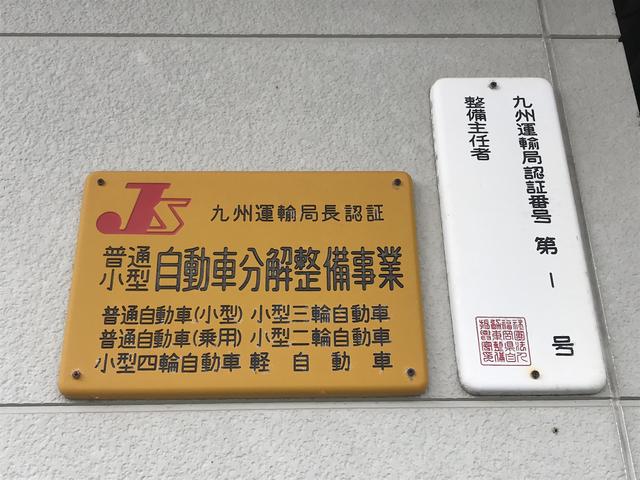 JS
九州運輸局長認証
普通
小型
自動車分解整備事業
普通自動車(小型) 小型三輪自動車
普通自動車(乗用) 小型二輪自動車
小型四輪自動車 軽自動車
九州運輸局認証番号 第1号
整備主任者